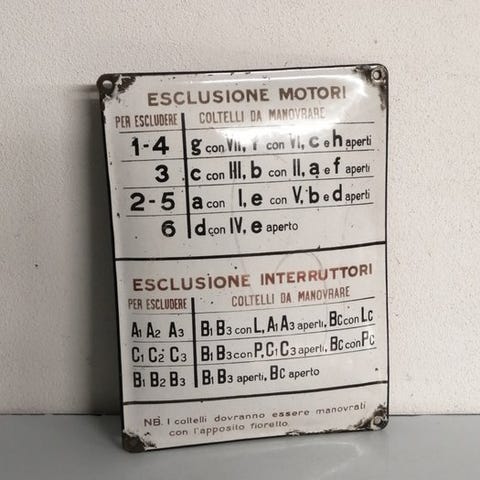 ESCLUSIONE MOTORI
PER ESCLUDERE COLTELLI DA MANOVRARE
1-4 g con VII, f con VI, c e h aperti
3 c con III, b con II, a e f aperti
2-5 a con I, e con V, b e d aperti
6 d con IV, e aperto
ESCLUSIONE INTERRUTTORI
PER ESCLUDERE COLTELLI DA MANOVRARE
A1 A2 A3 B1 B3 con L, A1 A3 aperti, BC con LC
C1 C2 C3 B1 B3 con P, C1 C3 aperti, BC con PC
B1 B2 B3 B1 B3 aperti, BC aperto
NB. I coltelli dovranno essere manovrati
con l'apposito fioretto.